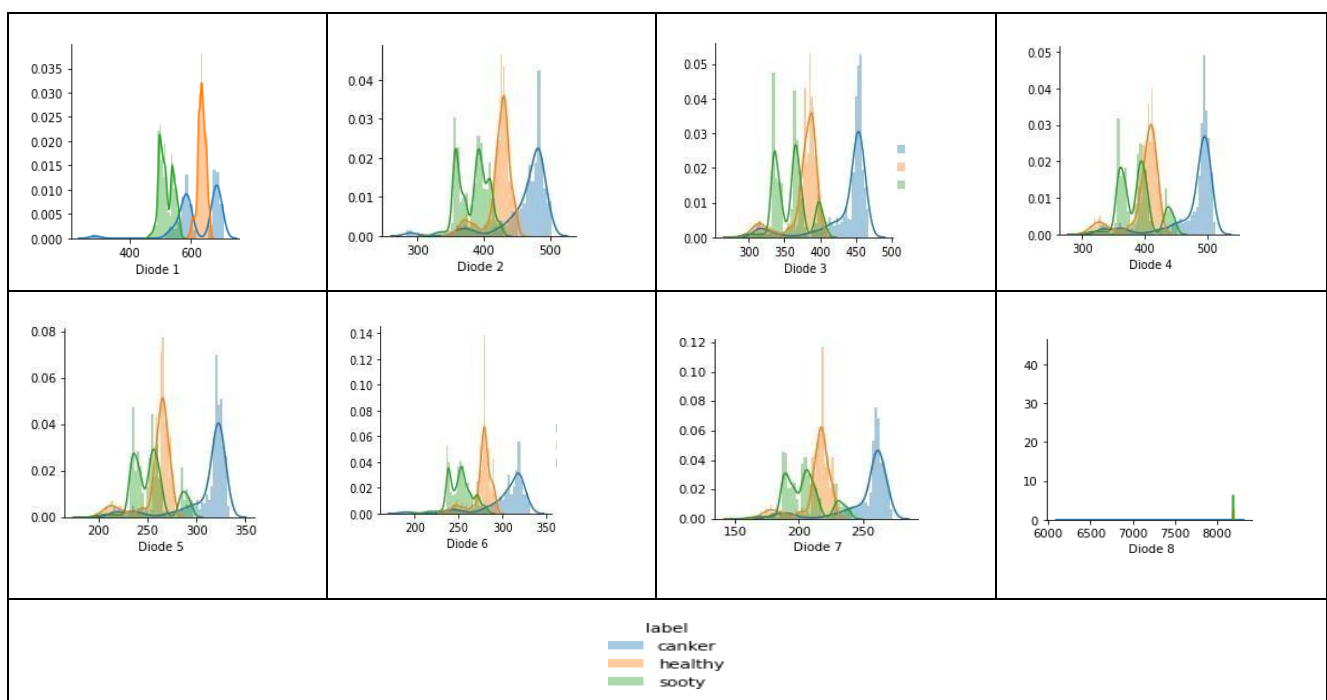 0.035
0.030
0.025
0.020
0.015
0.010
0.005
0.000
400 600
Diode 1
0.04
0.03
0.02
0.01
0.00
300 400 500
Diode 2
0.05
0.04
0.03
0.02
0.01
0.00
300 350 400 450 500
Diode 3
0.05
0.04
0.03
0.02
0.01
0.00
300 400 500
Diode 4
0.08
0.06
0.04
0.02
0.00
200 250 300 350
Diode 5
0.14
0.12
0.10
0.08
0.06
0.04
0.02
0.00
200 250 300 350
Diode 6
0.12
0.10
0.08
0.06
0.04
0.02
0.00
150 200 250
Diode 7
40
30
20
10
0
6000 6500 7000 7500 8000
Diode 8
label
canker
healthy
sooty